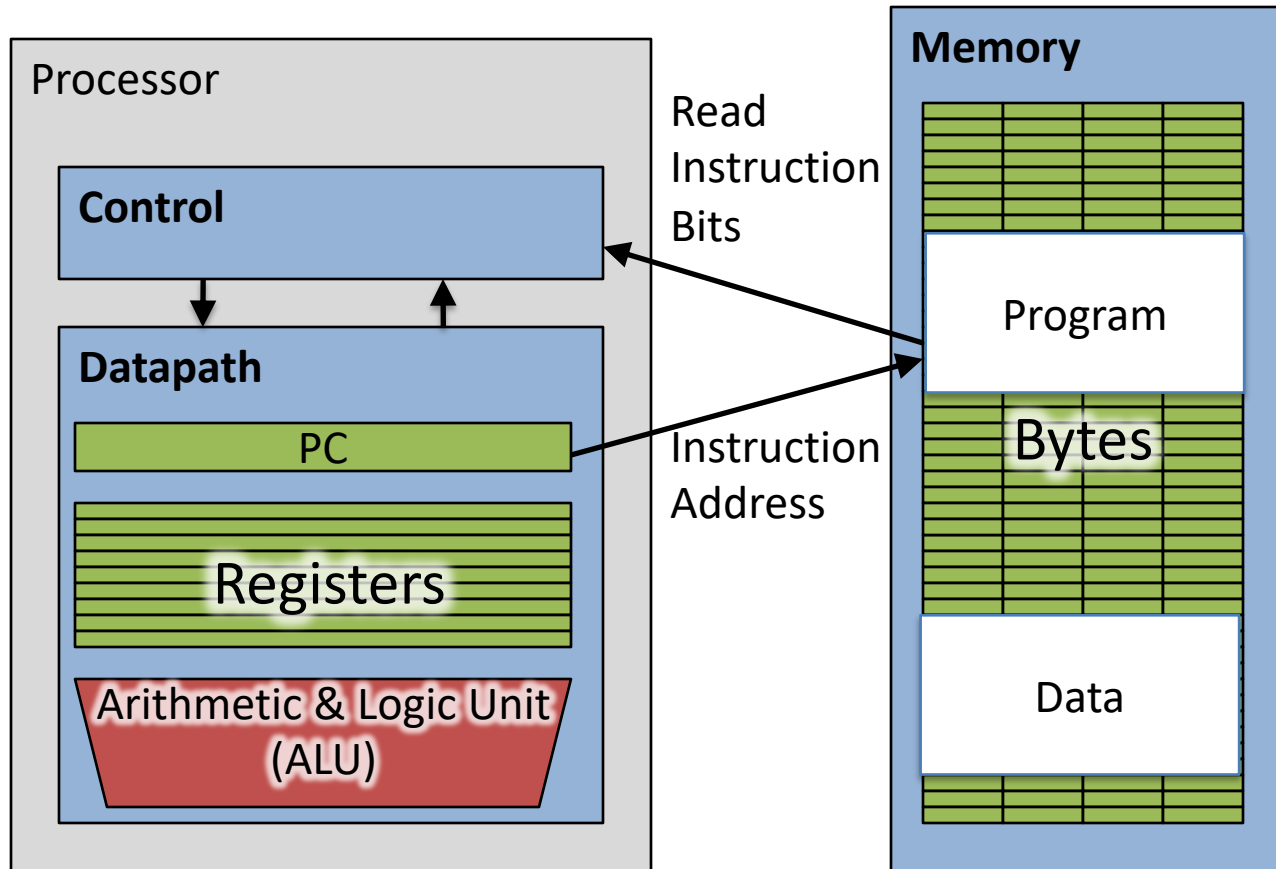 Processor
Control
Datapath
PC
Registers
Arithmetic & Logic Unit
(ALU)
Read
Instruction
Bits
Instruction
Address
Memory
Program
Bytes
Data